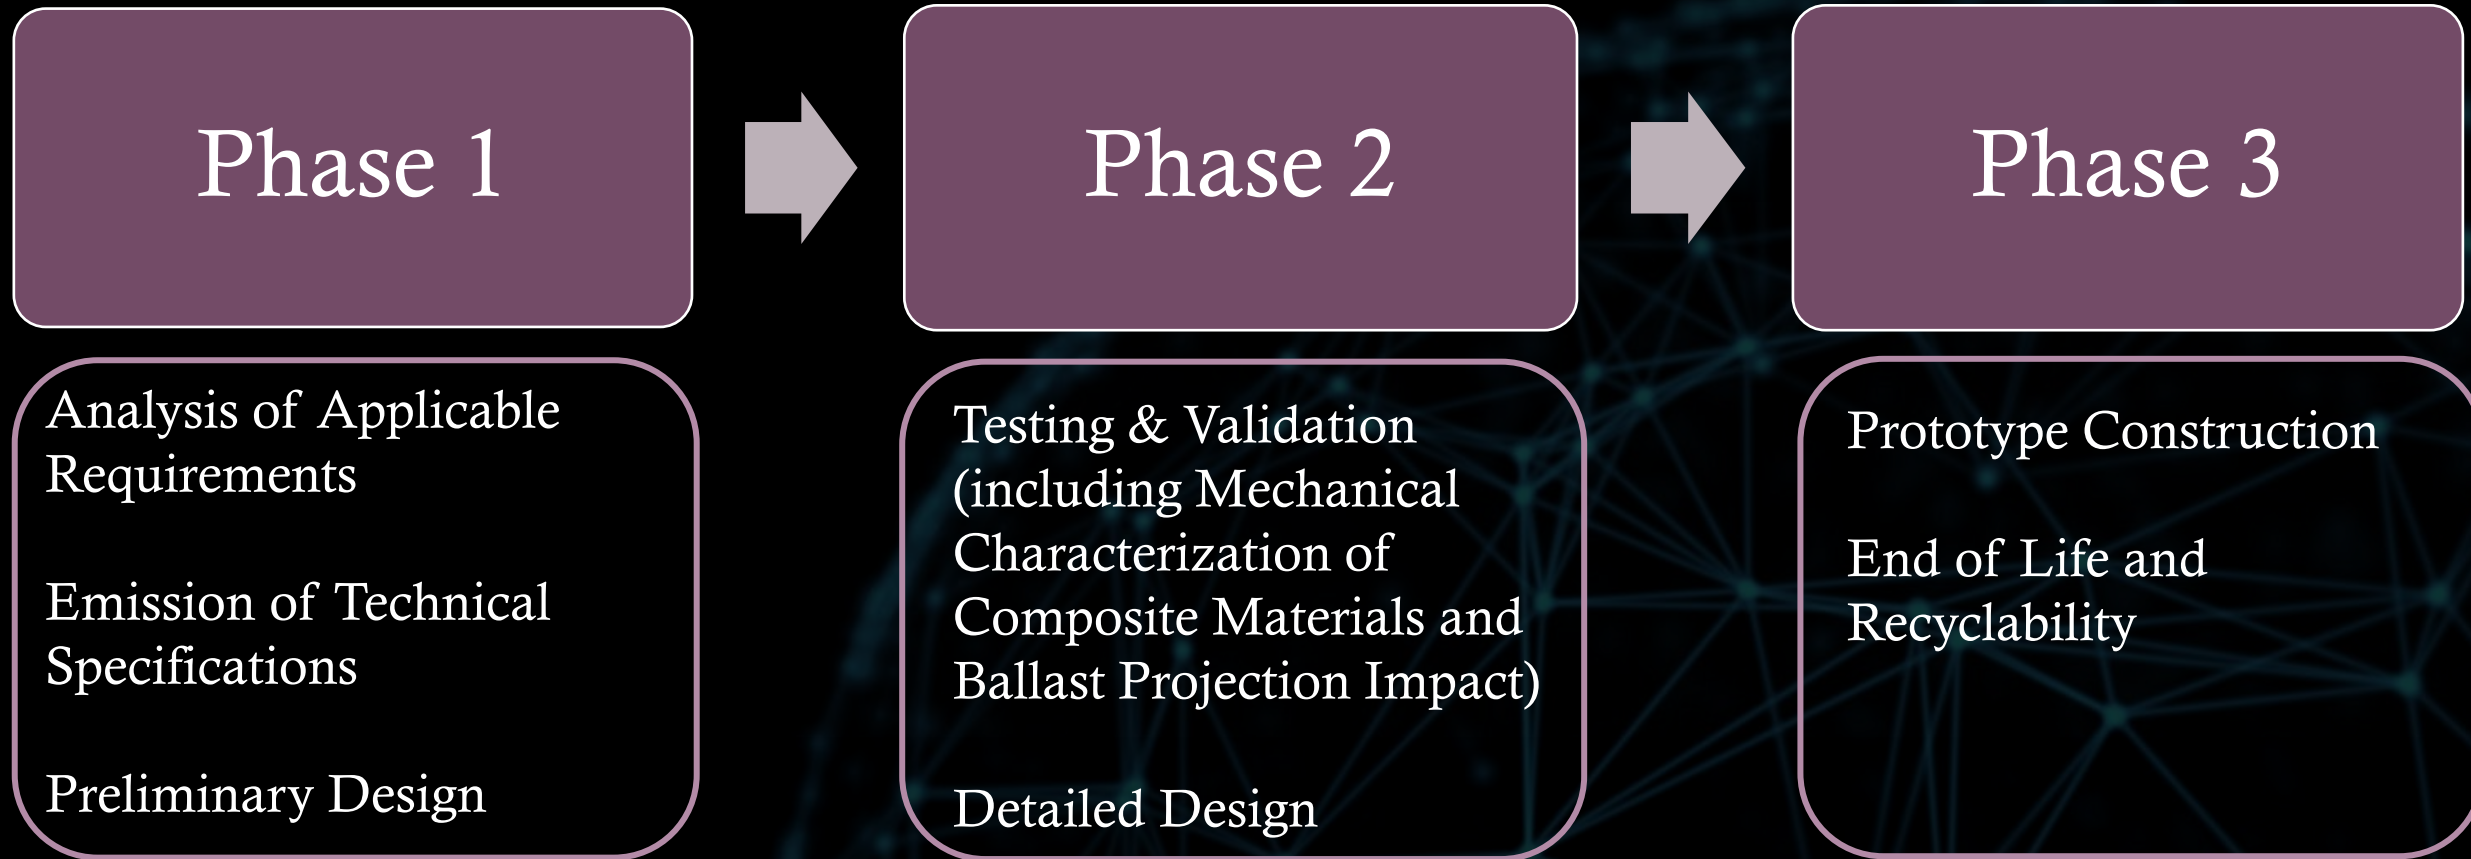 Phase 1
Phase 2
Phase 3
Analysis of Applicable
Requirements
Emission of Technical
Specifications
Preliminary Design
Testing & Validation
(including Mechanical
Characterization of
Composite Materials and
Ballast Projection Impact)
Detailed Design
Prototype Construction
End of Life and
Recyclability